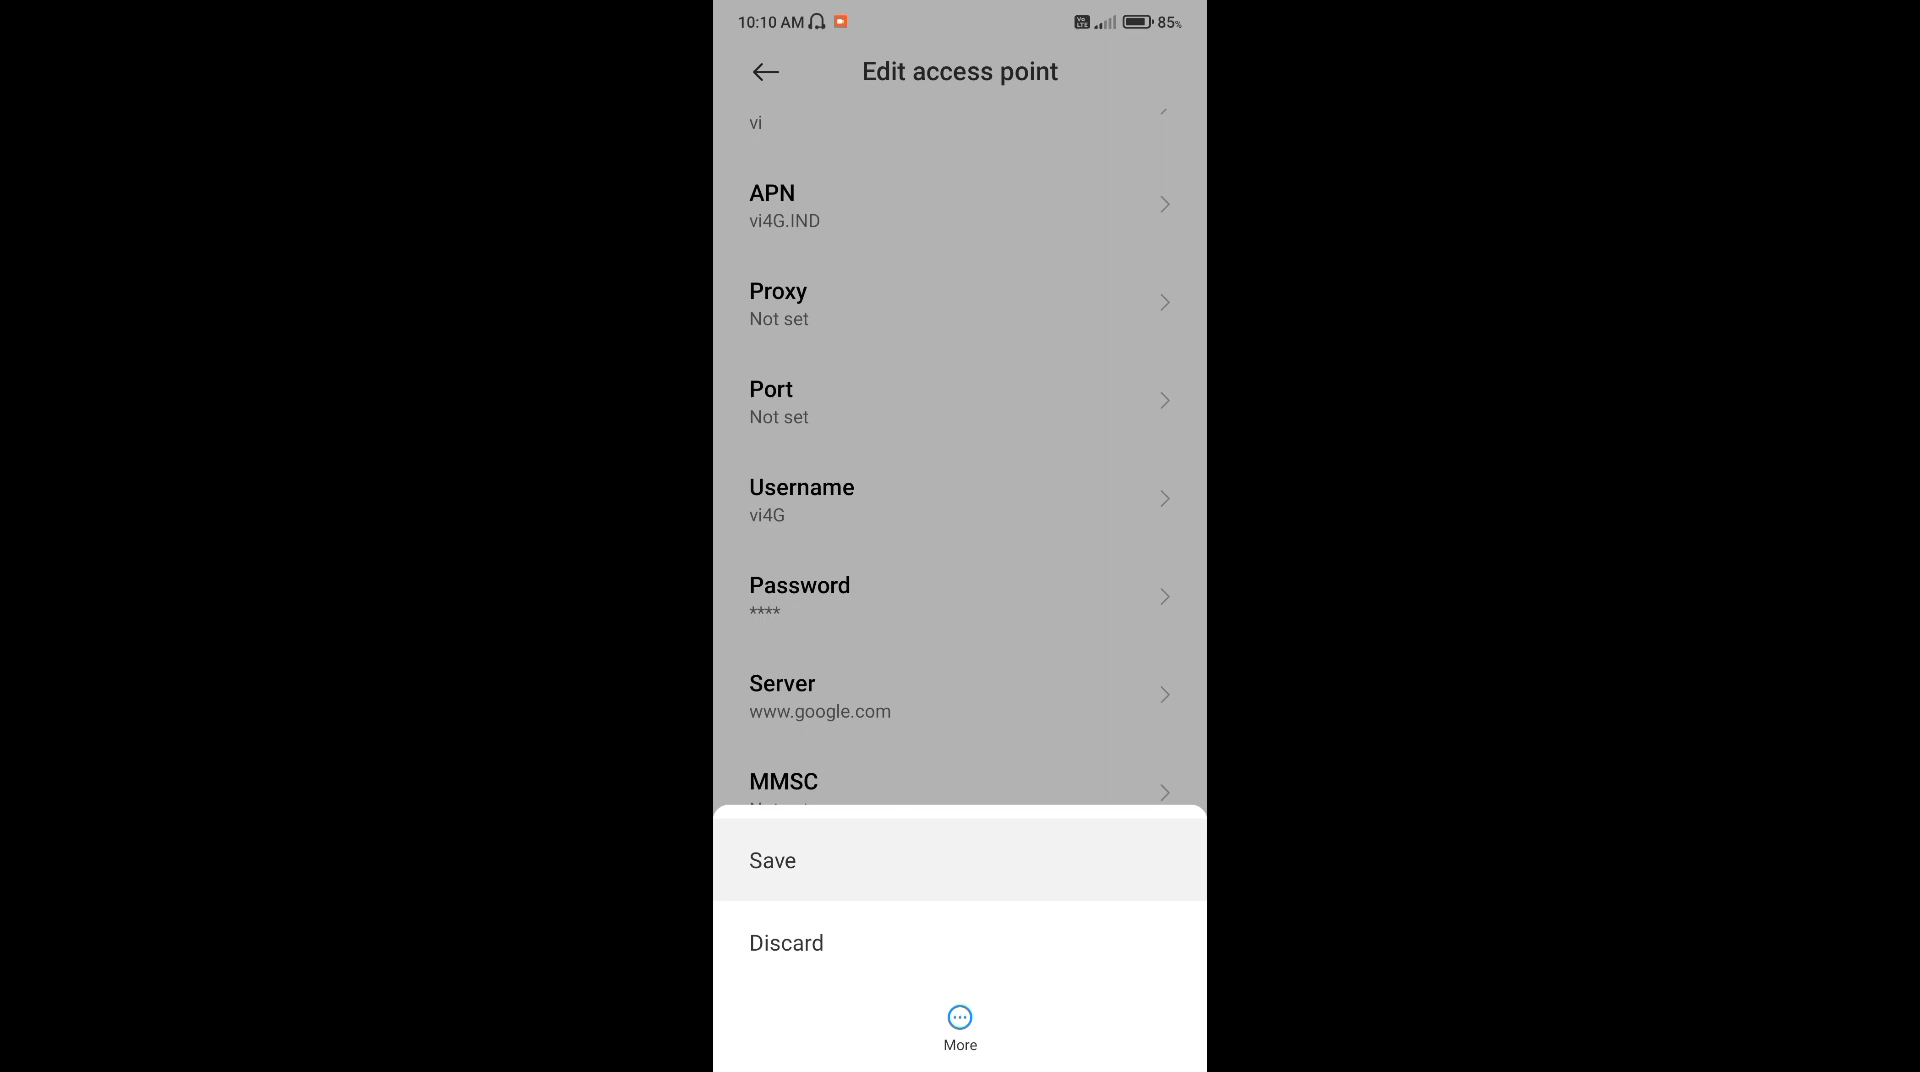 10:10 AM 85%
Edit access point
vi
APN
vi4G.IND
Proxy
Not set
Port
Not set
Username
vi4G
Password
****
Server
www.google.com
MMSC
Save
Discard
More